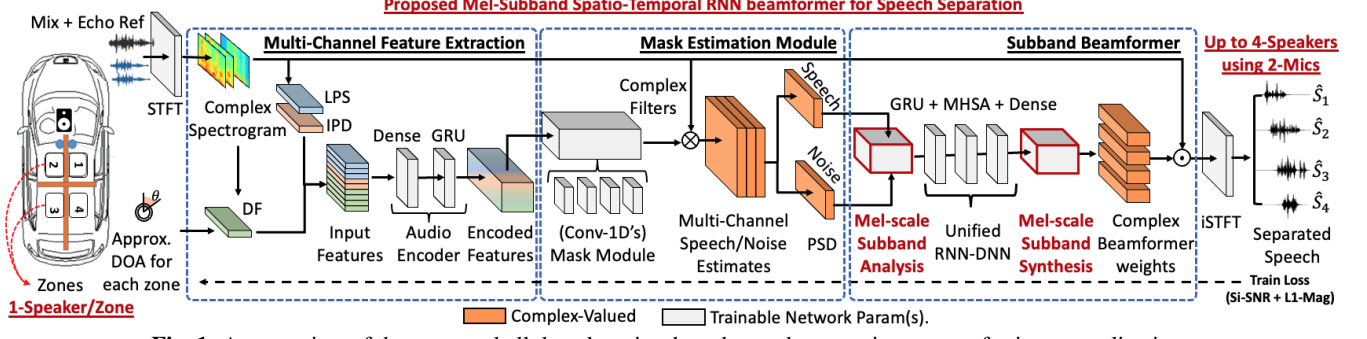 Proposed Mel-Subband Spatio-Temporal RNN beamformer for Speech Separation
Mix + Echo Ref
STFT
2
1
3
4
θ
Approx.
DOA for
each zone
Zones
1-Speaker/Zone
Multi-Channel Feature Extraction
Complex
Spectrogram
LPS
IPD
DF
Dense GRU
Input
Features
Audio
Encoder
Encoded
Features
Mask Estimation Module
Complex
Filters
Speech
Noise
(Conv-1D's)
Mask Module
Multi-Channel
Speech/Noise
Estimates
PSD
Subband Beamformer
GRU + MHSA + Dense
Mel-scale
Subband
Analysis
Unified
RNN-DNN
Mel-scale
Subband
Synthesis
Complex
Beamformer
weights
iSTFT
Up to 4-Speakers
using 2-Mics
Ŝ1
Ŝ2
Ŝ3
Ŝ4
Separated
Speech
Train Loss
(Si-SNR + L1-Mag)
Complex-Valued
Trainable Network Param(s).